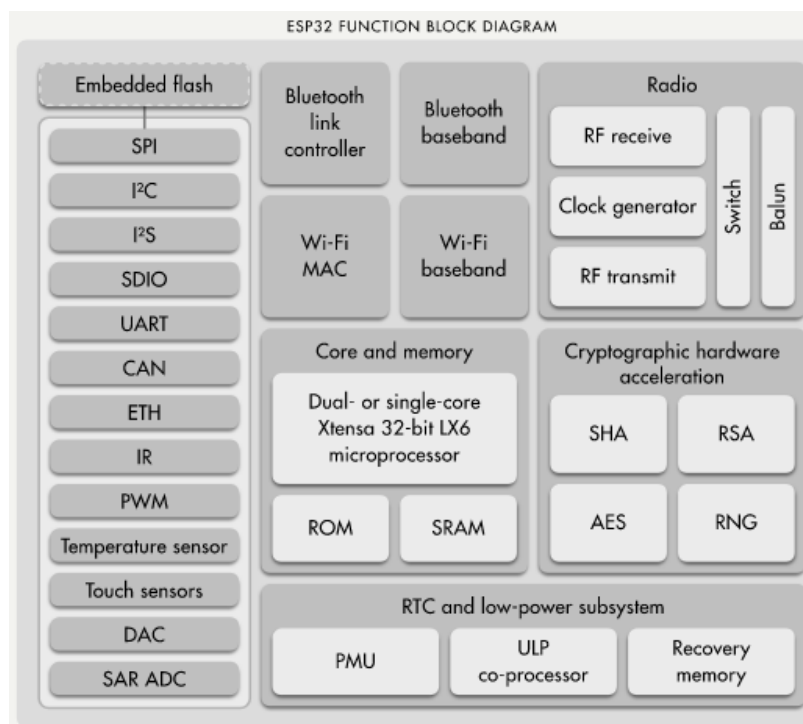 ESP32 FUNCTION BLOCK DIAGRAM
Embedded flash
SPI
I²C
I²S
SDIO
UART
CAN
ETH
IR
PWM
Temperature sensor
Touch sensors
DAC
SAR ADC
Bluetooth
link
controller
Bluetooth
baseband
Wi-Fi
MAC
Wi-Fi
baseband
Radio
RF receive
Clock generator
RF transmit
Switch
Balun
Core and memory
Dual- or single-core
Xtensa 32-bit LX6
microprocessor
ROM
SRAM
Cryptographic hardware
acceleration
SHA
RSA
AES
RNG
RTC and low-power subsystem
PMU
ULP
co-processor
Recovery
memory